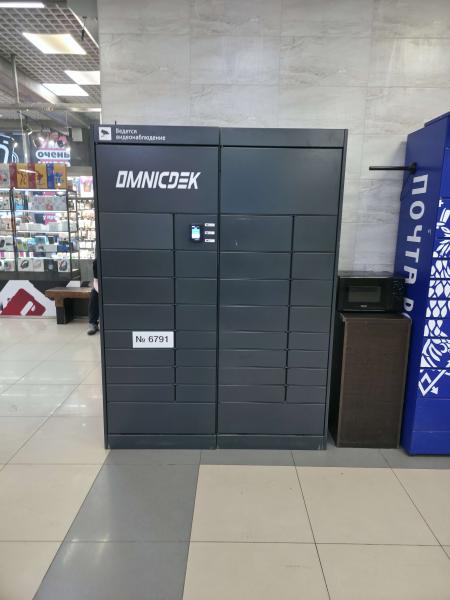 Ведется
видеонаблюдение
OMNICDEK
очень
ПОЧТА
№ 6791